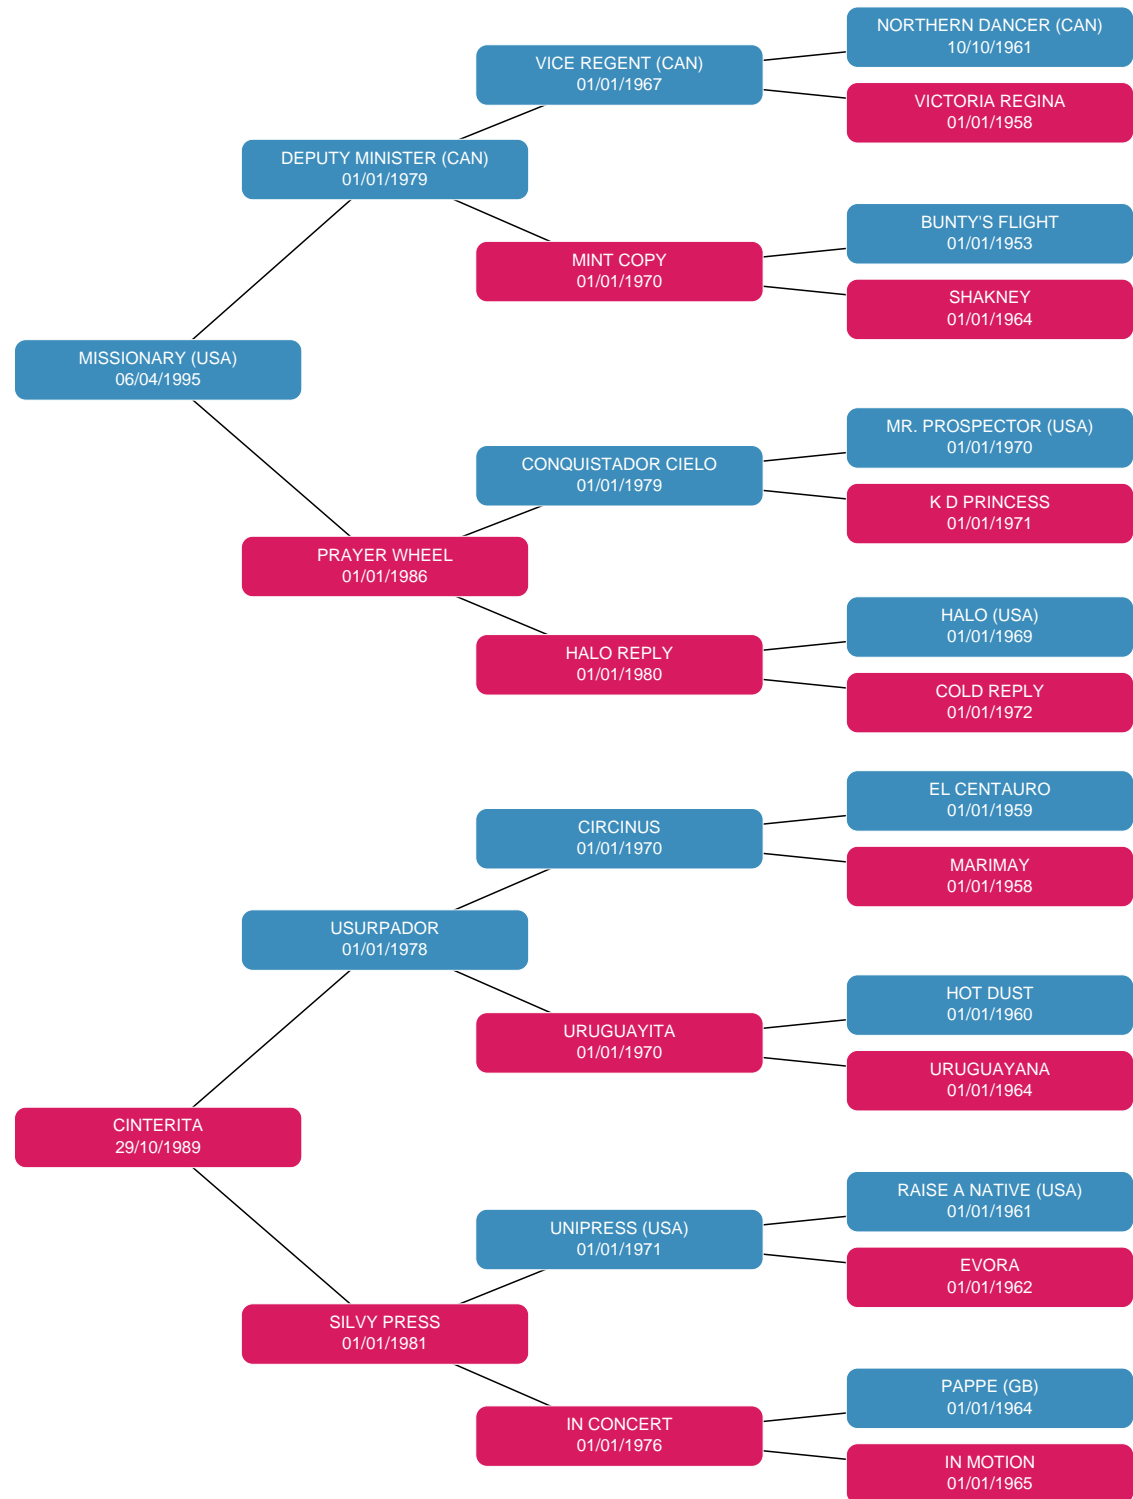 NORTHERN DANCER (CAN)
10/10/1961
VICE REGENT (CAN)
01/01/1967
VICTORIA REGINA
01/01/1958
DEPUTY MINISTER (CAN)
01/01/1979
BUNTY'S FLIGHT
01/01/1953
MINT COPY
01/01/1970
SHAKNEY
01/01/1964
MISSIONARY (USA)
06/04/1995
MR. PROSPECTOR (USA)
01/01/1970
CONQUISTADOR CIELO
01/01/1979
K D PRINCESS
01/01/1971
PRAYER WHEEL
01/01/1986
HALO (USA)
01/01/1969
HALO REPLY
01/01/1980
COLD REPLY
01/01/1972
EL CENTAURO
01/01/1959
CIRCINUS
01/01/1970
MARIMAY
01/01/1958
USURPADOR
01/01/1978
HOT DUST
01/01/1960
URUGUAYITA
01/01/1970
URUGUAYANA
01/01/1964
CINTERITA
29/10/1989
RAISE A NATIVE (USA)
01/01/1961
UNIPRESS (USA)
01/01/1971
EVORA
01/01/1962
SILVY PRESS
01/01/1981
PAPPE (GB)
01/01/1964
IN CONCERT
01/01/1976
IN MOTION
01/01/1965